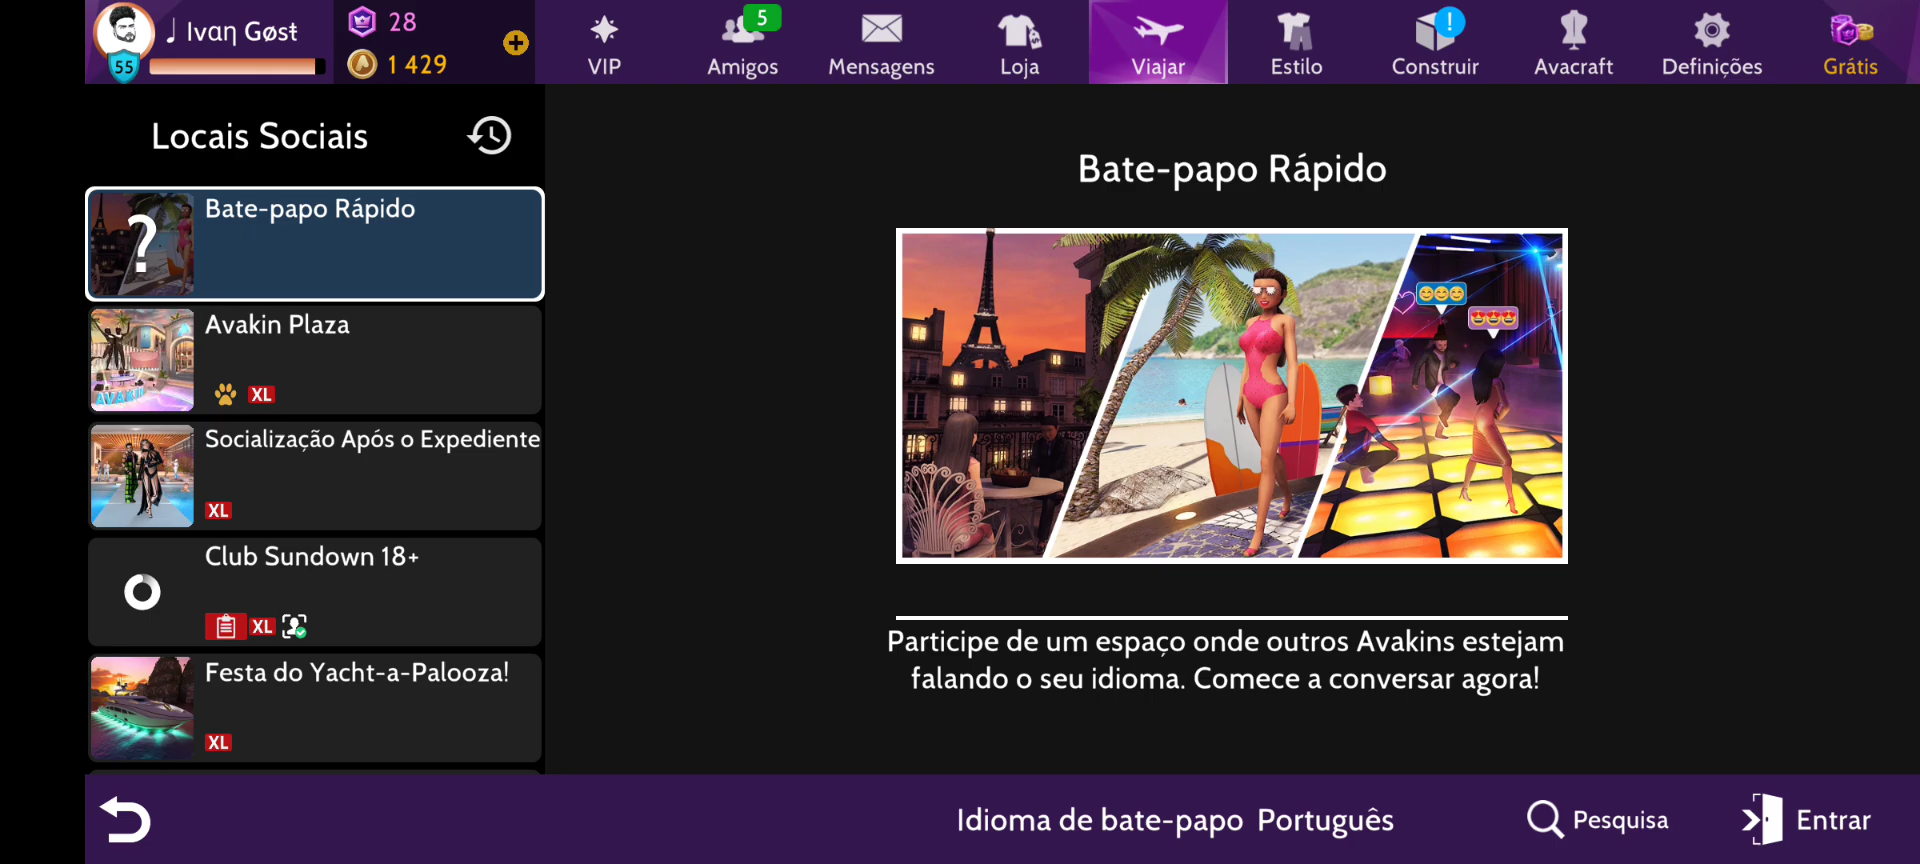 ♩ Ivaη Gøsŧ
55
28
1 429
VIP
5
Amigos
Mensagens
Loja
Viajar
Estilo
!
Construir
Avacraft
Definições
Grátis
Locais Sociais
?
Bate-papo Rápido
Avakin Plaza
AVAKIN
XL
Socialização Após o Expediente
XL
Club Sundown 18+
XL
Festa do Yacht-a-Palooza!
XL
Bate-papo Rápido
Participe de um espaço onde outros Avakins estejam
falando o seu idioma. Comece a conversar agora!
Idioma de bate-papo Português
Pesquisa
Entrar